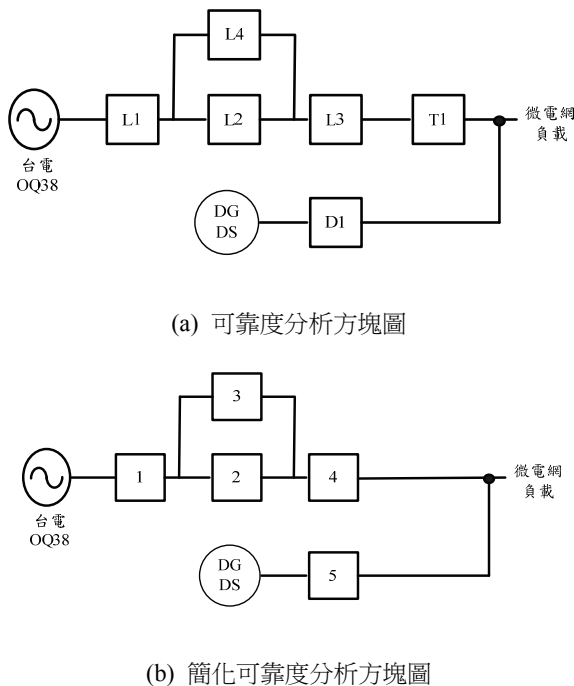 L4
L1
L2
L3
T1
微電網
負載
台電
OQ38
DG
DS
D1
(a) 可靠度分析方塊圖
3
1
2
4
微電網
負載
台電
OQ38
DG
DS
5
(b) 簡化可靠度分析方塊圖